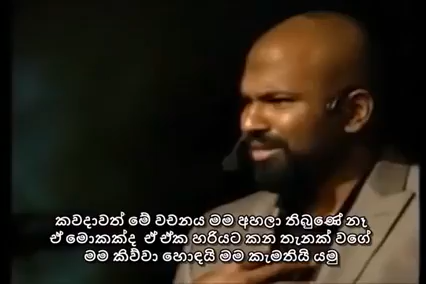 කවදාවත් මේ වචනය මම අහලා තිබුණේ නෑ
ඒ මොකක්ද  ඒ ඒක හරියට කන තැනක් වගේ
මම කිව්වා හොඳයි මම කැමතියි යමු